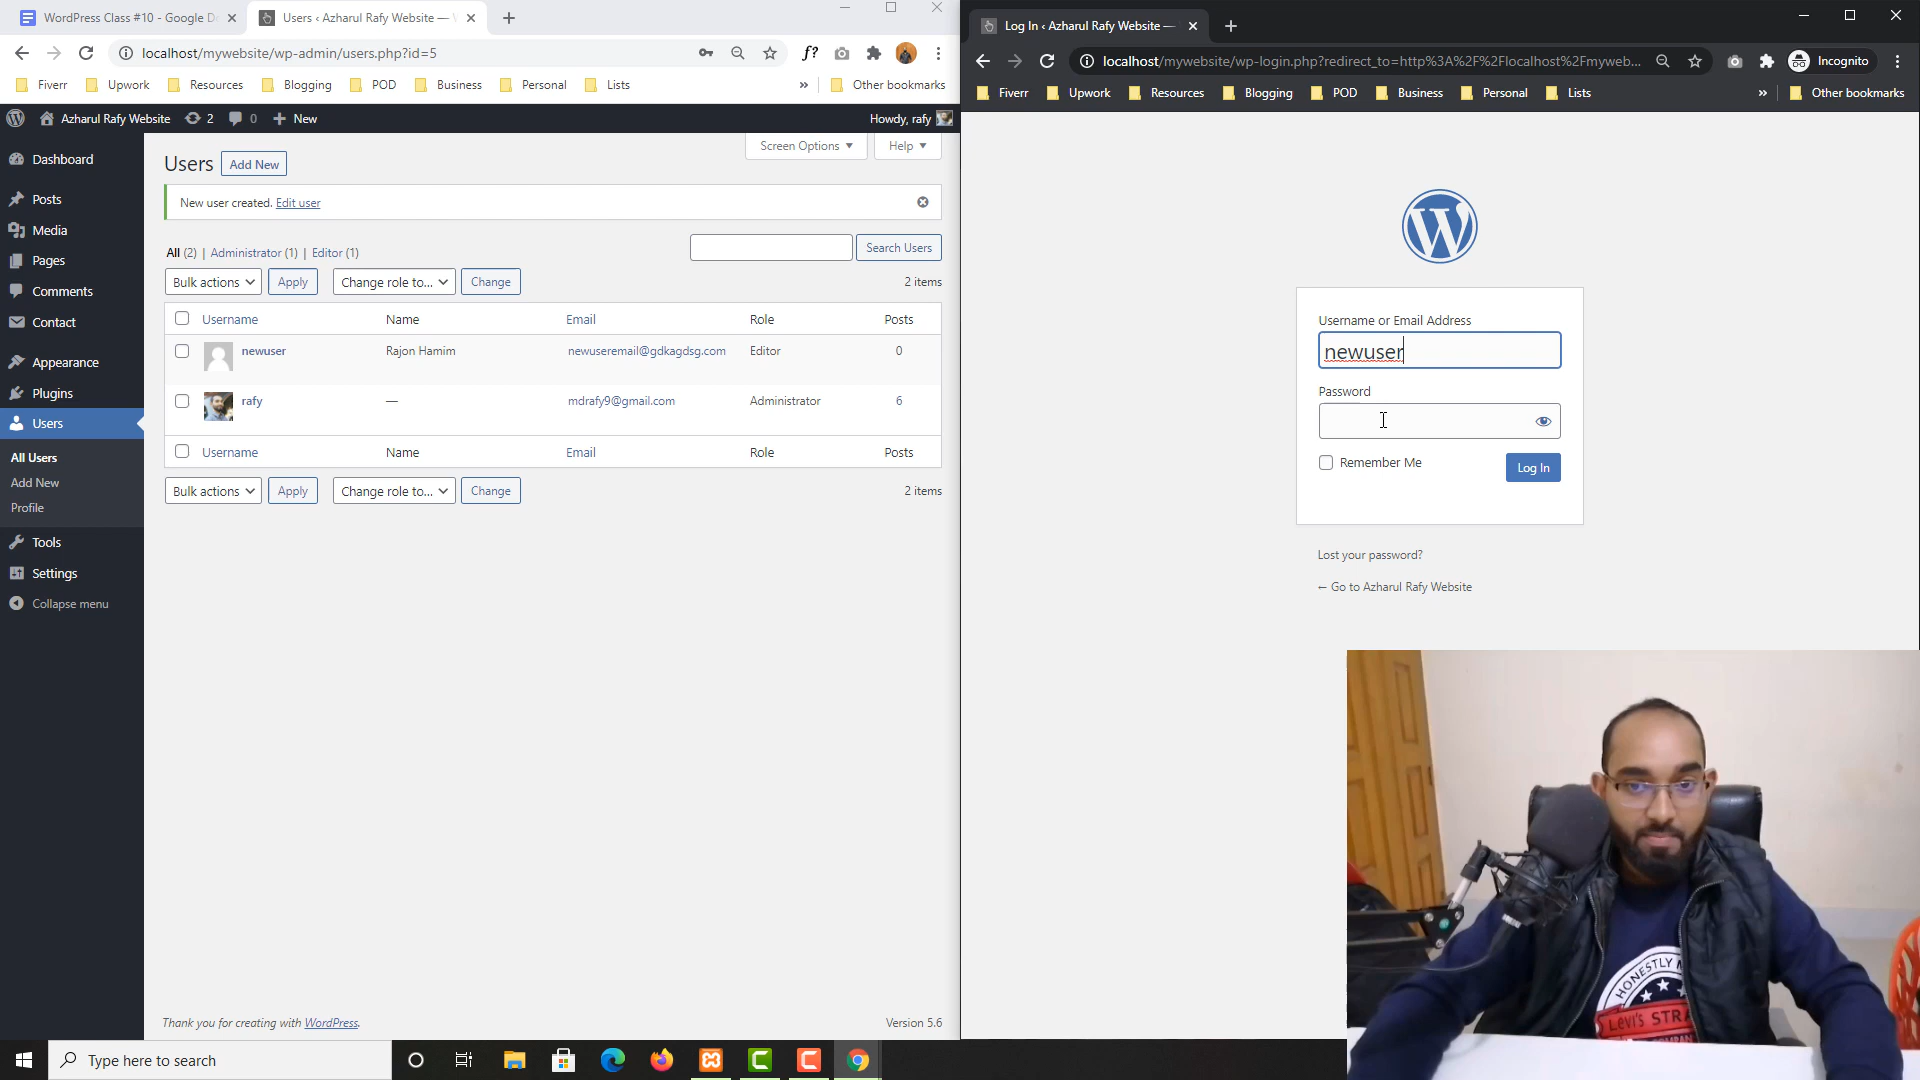 WordPress Class #10 - Google Do
Users ‹ Azharul Rafy Website — W
localhost/mywebsite/wp-admin/users.php?id=5
f?
Fiverr
Upwork
Resources
Blogging
POD
Business
Personal
Lists
»
Other bookmarks
Azharul Rafy Website
2
0
New
Howdy, rafy
Dashboard
Posts
Media
Pages
Comments
Contact
Appearance
Plugins
Users
All Users
Add New
Profile
Tools
Settings
Collapse menu
Screen Options
Help
Users
Add New
New user created. Edit user
All (2) | Administrator (1) | Editor (1)
Search Users
Bulk actions
Apply
Change role to...
Change
2 items
Username Name Email Role Posts
newuser Rajon Hamim newuseremail@gdkagdsg.com Editor 0
rafy — mdrafy9@gmail.com Administrator 6
Username Name Email Role Posts
Bulk actions
Apply
Change role to...
Change
2 items
Thank you for creating with WordPress.
Version 5.6
Log In ‹ Azharul Rafy Website —
localhost/mywebsite/wp-login.php?redirect_to=http%3A%2F%2Flocalhost%2Fmyweb...
Incognito
Fiverr
Upwork
Resources
Blogging
POD
Business
Personal
Lists
»
Other bookmarks
Username or Email Address
newuser
Password
Remember Me
Log In
Lost your password?
← Go to Azharul Rafy Website
HONESTLY M
Levi's STRA
COMPAN
Type here to search